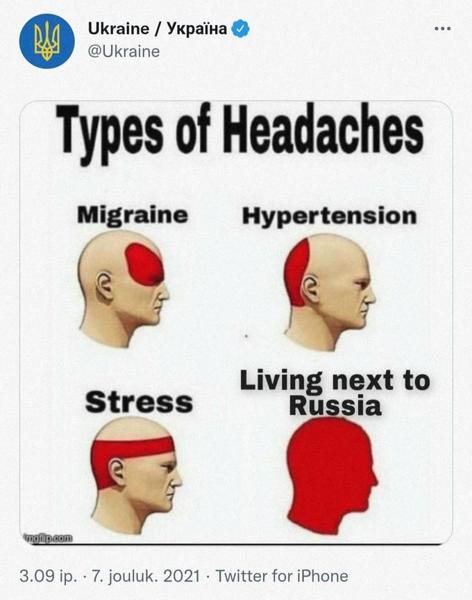 Ukraine / Україна
@Ukraine
Types of Headaches
Migraine
Hypertension
Stress
Living next to
Russia
imgflip.com
3.09 ip. · 7. jouluk. 2021 · Twitter for iPhone